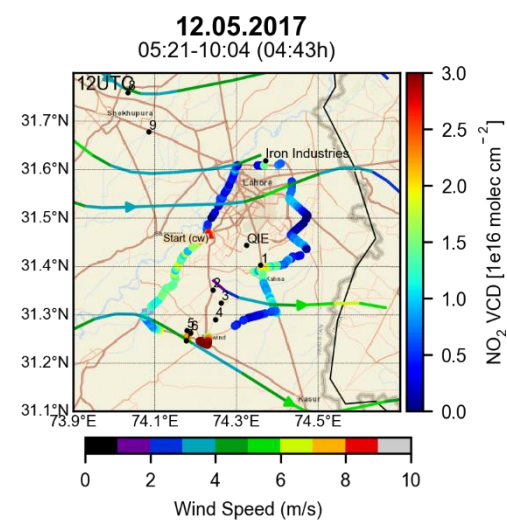 12.05.2017
05:21-10:04 (04:43h)
12UTC
8
Shakhupura
9
Iron Industries
Lahore
Start (cw)
QIE
1
Kahna
2
3
4
5
6
wind
Kasur
31.7°N
31.6°N
31.5°N
31.4°N
31.3°N
31.2°N
31.1°N
73.9°E 74.1°E 74.3°E 74.5°E
3.0
2.5
2.0
1.5
1.0
0.5
0.0
NO2 VCD [1e16 molec cm−2]
0 2 4 6 8 10
Wind Speed (m/s)